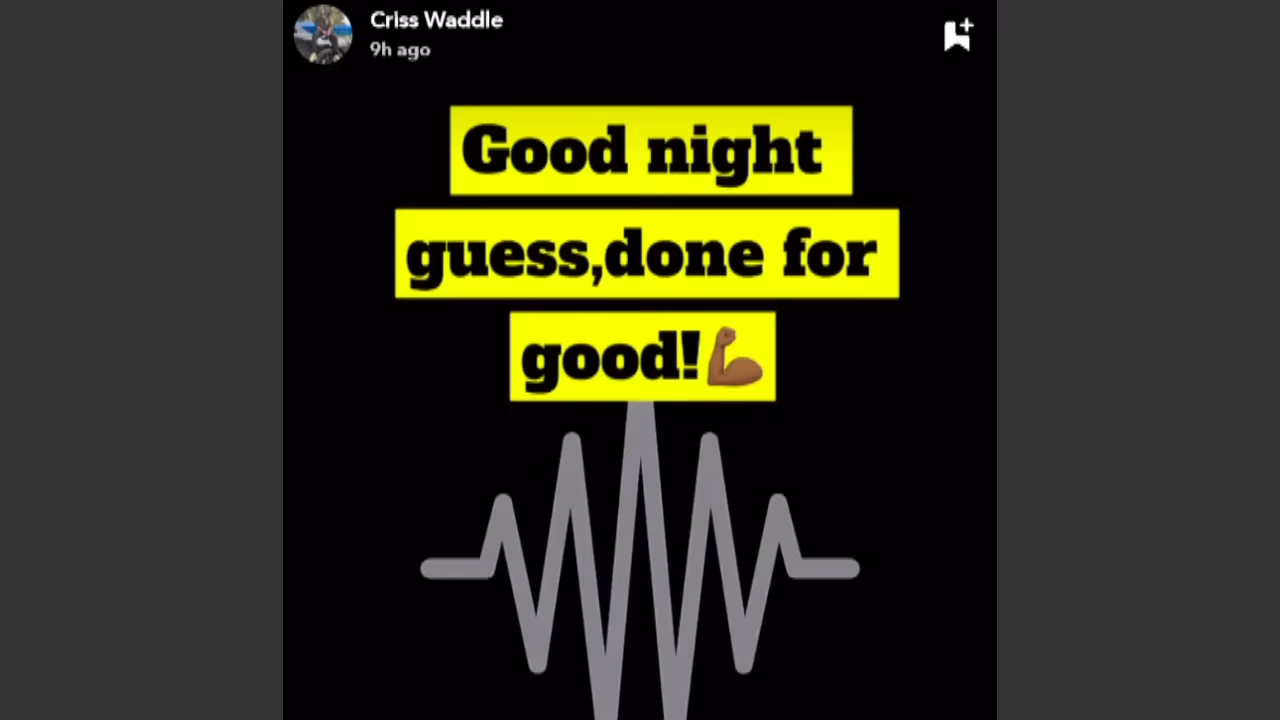 Criss Waddle
9h ago
Good night
guess,done for
good!💪🏾